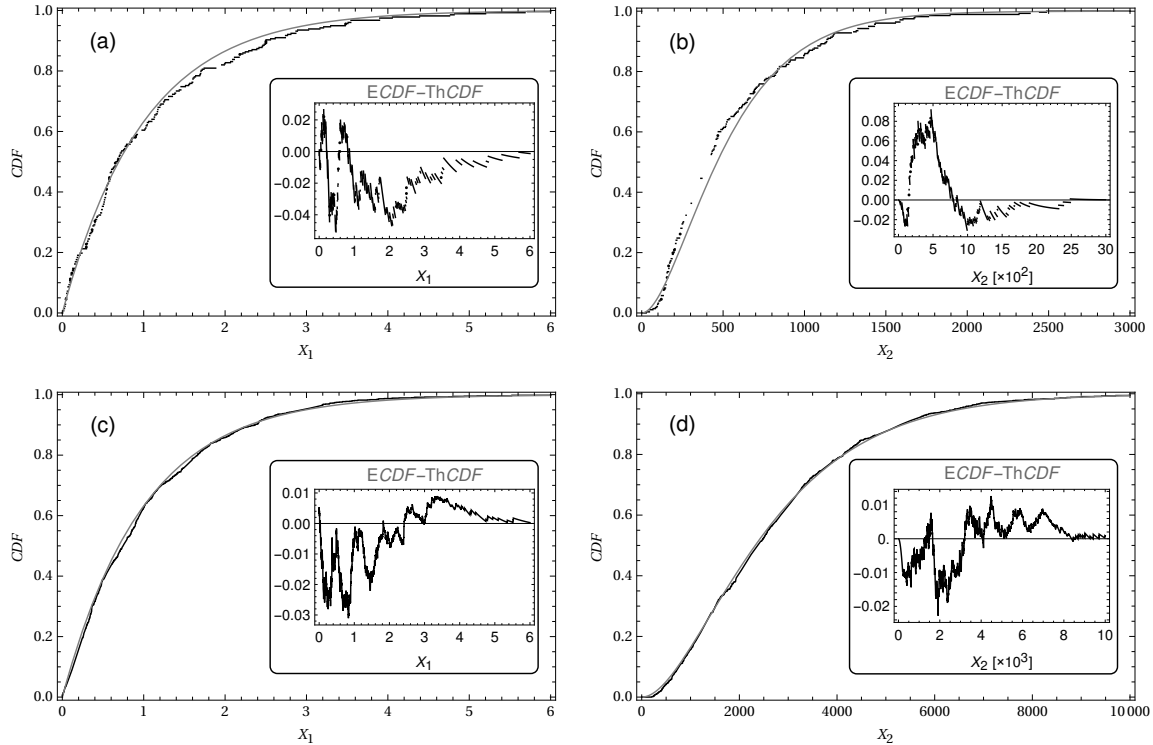 (a)
ECDF–ThCDF
0.02
0.00
−0.02
−0.04
0 1 2 3 4 5 6
X1
1.0
0.8
0.6
0.4
0.2
0.0
CDF
0 1 2 3 4 5 6
X1
(b)
ECDF–ThCDF
0.08
0.06
0.04
0.02
0.00
−0.02
0 5 10 15 20 25 30
X2 [×10²]
1.0
0.8
0.6
0.4
0.2
0.0
CDF
0 500 1000 1500 2000 2500 3000
X2
(c)
ECDF–ThCDF
0.01
0.00
−0.01
−0.02
−0.03
0 1 2 3 4 5 6
X1
1.0
0.8
0.6
0.4
0.2
0.0
CDF
0 1 2 3 4 5 6
X1
(d)
ECDF–ThCDF
0.01
0.
−0.01
−0.02
0 2 4 6 8 10
X2 [×10³]
1.0
0.8
0.6
0.4
0.2
0.0
CDF
0 2000 4000 6000 8000 10000
X2